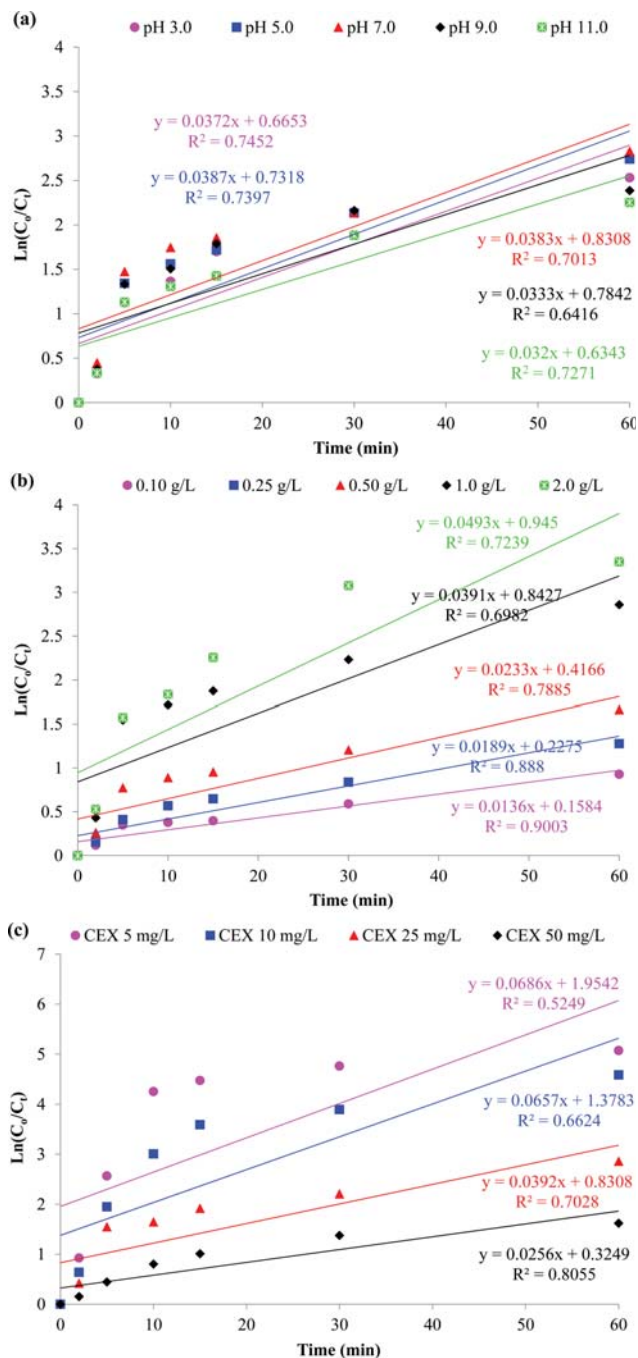 (a)
pH 3.0 pH 5.0 pH 7.0 pH 9.0 pH 11.0
4
3.5
3
2.5
2
1.5
1
0.5
0
Ln(Cₒ/Cₜ)
y = 0.0372x + 0.6653
R² = 0.7452
y = 0.0387x + 0.7318
R² = 0.7397
y = 0.0383x + 0.8308
R² = 0.7013
y = 0.0333x + 0.7842
R² = 0.6416
y = 0.032x + 0.6343
R² = 0.7271
0 10 20 30 40 50 60
Time (min)
(b)
0.10 g/L 0.25 g/L 0.50 g/L 1.0 g/L 2.0 g/L
4
3.5
3
2.5
2
1.5
1
0.5
0
Ln(Cₒ/Cₜ)
y = 0.0493x + 0.945
R² = 0.7239
y = 0.0391x + 0.8427
R² = 0.6982
y = 0.0233x + 0.4166
R² = 0.7885
y = 0.0189x + 0.2275
R² = 0.888
y = 0.0136x + 0.1584
R² = 0.9003
0 10 20 30 40 50 60
Time (min)
(c)
CEX 5 mg/L CEX 10 mg/L CEX 25 mg/L CEX 50 mg/L
7
6
5
4
3
2
1
0
Ln(Cₒ/Cₜ)
y = 0.0686x + 1.9542
R² = 0.5249
y = 0.0657x + 1.3783
R² = 0.6624
y = 0.0392x + 0.8308
R² = 0.7028
y = 0.0256x + 0.3249
R² = 0.8055
0 10 20 30 40 50 60
Time (min)